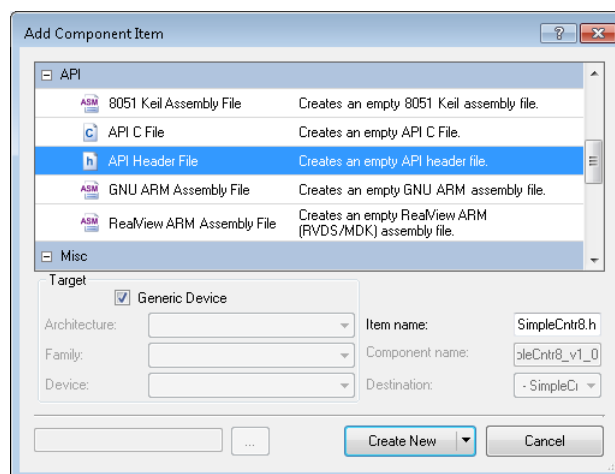 Add Component Item
API
8051 Keil Assembly File Creates an empty 8051 Keil assembly file.
API C File Creates an empty API C File.
API Header File Creates an empty API header file.
GNU ARM Assembly File Creates an empty GNU ARM assembly file.
RealView ARM Assembly File Creates an empty RealView ARM
(RVDS/MDK) assembly file.
Misc
Target
Generic Device
Architecture:
Item name: SimpleCntr8.h
Family:
Component name: pleCntr8_v1_0
Device:
Destination: - SimpleCr
...
Create New
Cancel